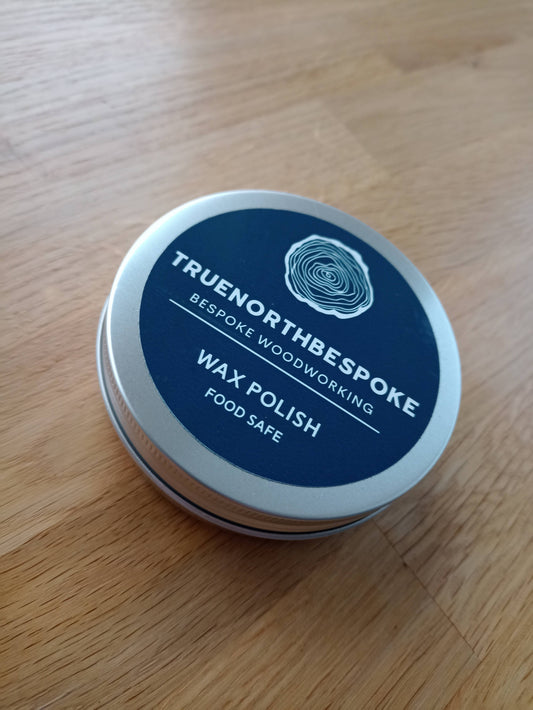 TRUENORTHBESPOKE
BESPOKE WOODWORKING
WAX POLISH
FOOD SAFE